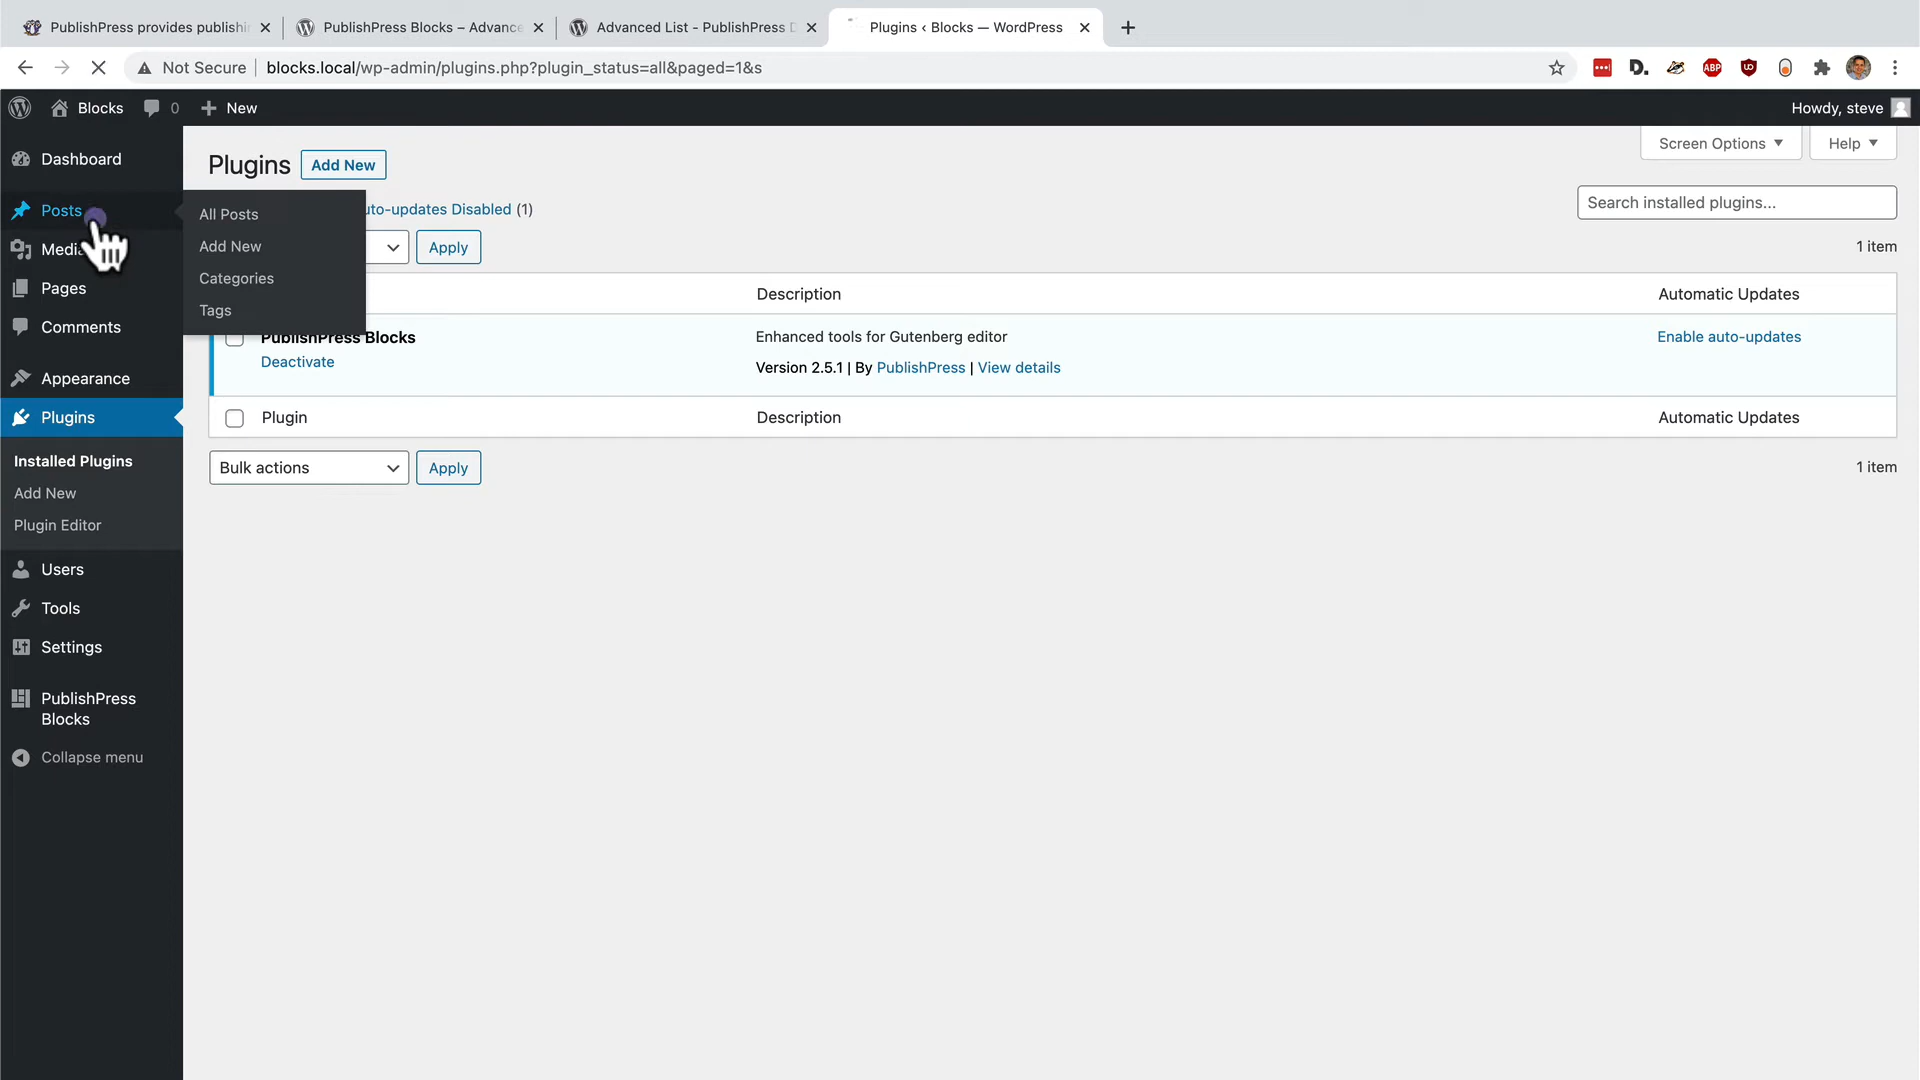 PublishPress provides publishi
PublishPress Blocks – Advance
Advanced List - PublishPress D
Plugins ‹ Blocks — WordPress
Not Secure
blocks.local/wp-admin/plugins.php?plugin_status=all&paged=1&s
D.
ABP
Blocks
0
New
Howdy, steve
Dashboard
Posts
Media
Pages
Comments
Appearance
Plugins
Installed Plugins
Add New
Plugin Editor
Users
Tools
Settings
PublishPress
Blocks
Collapse menu
All Posts
Add New
Categories
Tags
Plugins
Add New
Screen Options
Help
uto-updates Disabled (1)
Search installed plugins...
Apply
1 item
Description
Automatic Updates
PublishPress Blocks
Deactivate
Enhanced tools for Gutenberg editor
Version 2.5.1 | By PublishPress | View details
Enable auto-updates
Plugin
Description
Automatic Updates
Bulk actions
Apply
1 item